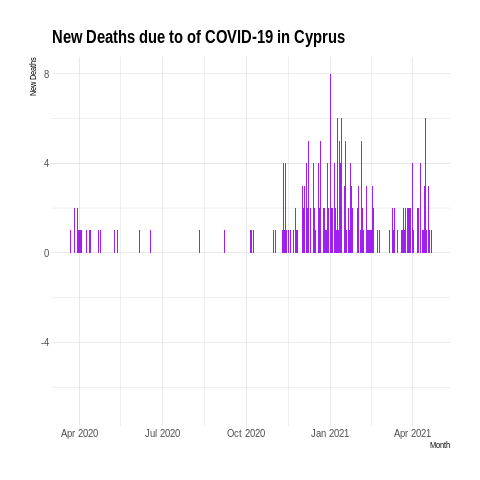 New Deaths due to of COVID-19 in Cyprus
New Deaths
8
4
0
-4
Apr 2020 Jul 2020 Oct 2020 Jan 2021 Apr 2021
Month